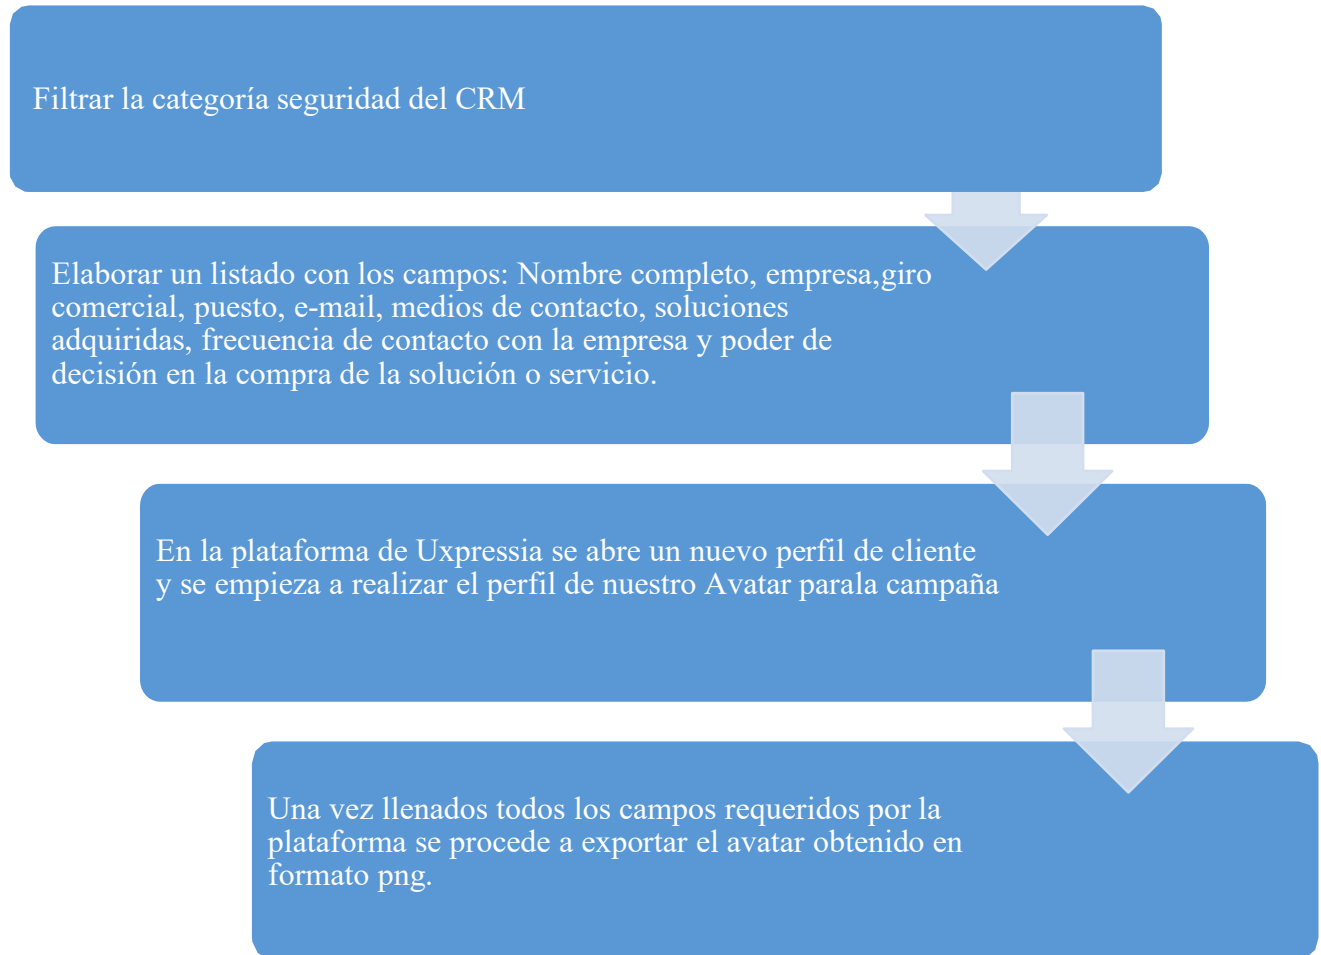 Filtrar la categoría seguridad del CRM
Elaborar un listado con los campos: Nombre completo, empresa,giro
comercial, puesto, e-mail, medios de contacto, soluciones
adquiridas, frecuencia de contacto con la empresa y poder de
decisión en la compra de la solución o servicio.
En la plataforma de Uxpressia se abre un nuevo perfil de cliente
y se empieza a realizar el perfil de nuestro Avatar parala campaña
Una vez llenados todos los campos requeridos por la
plataforma se procede a exportar el avatar obtenido en
formato png.